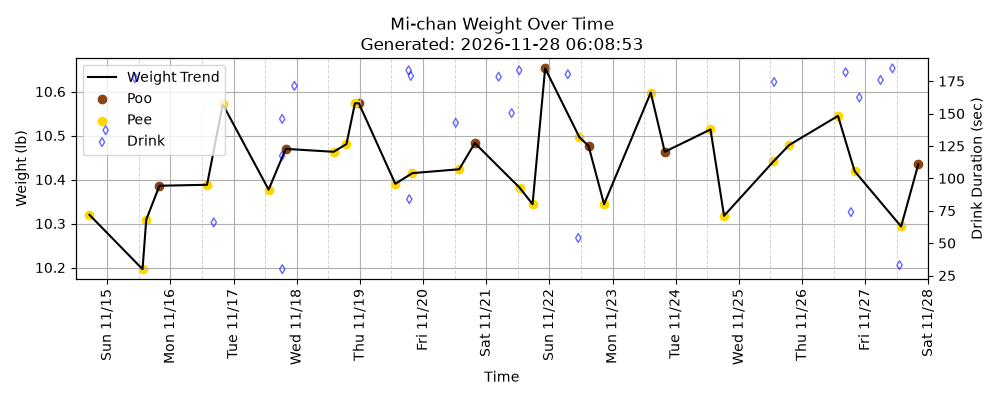 Mi-chan Weight Over Time
Generated: 2026-11-28 06:08:53
Weight Trend
Poo
Pee
Drink
Weight (lb)
10.6
10.5
10.4
10.3
10.2
Drink Duration (sec)
175
150
125
100
75
50
25
Sun 11/15
Mon 11/16
Tue 11/17
Wed 11/18
Thu 11/19
Fri 11/20
Sat 11/21
Sun 11/22
Mon 11/23
Tue 11/24
Wed 11/25
Thu 11/26
Fri 11/27
Sat 11/28
Time